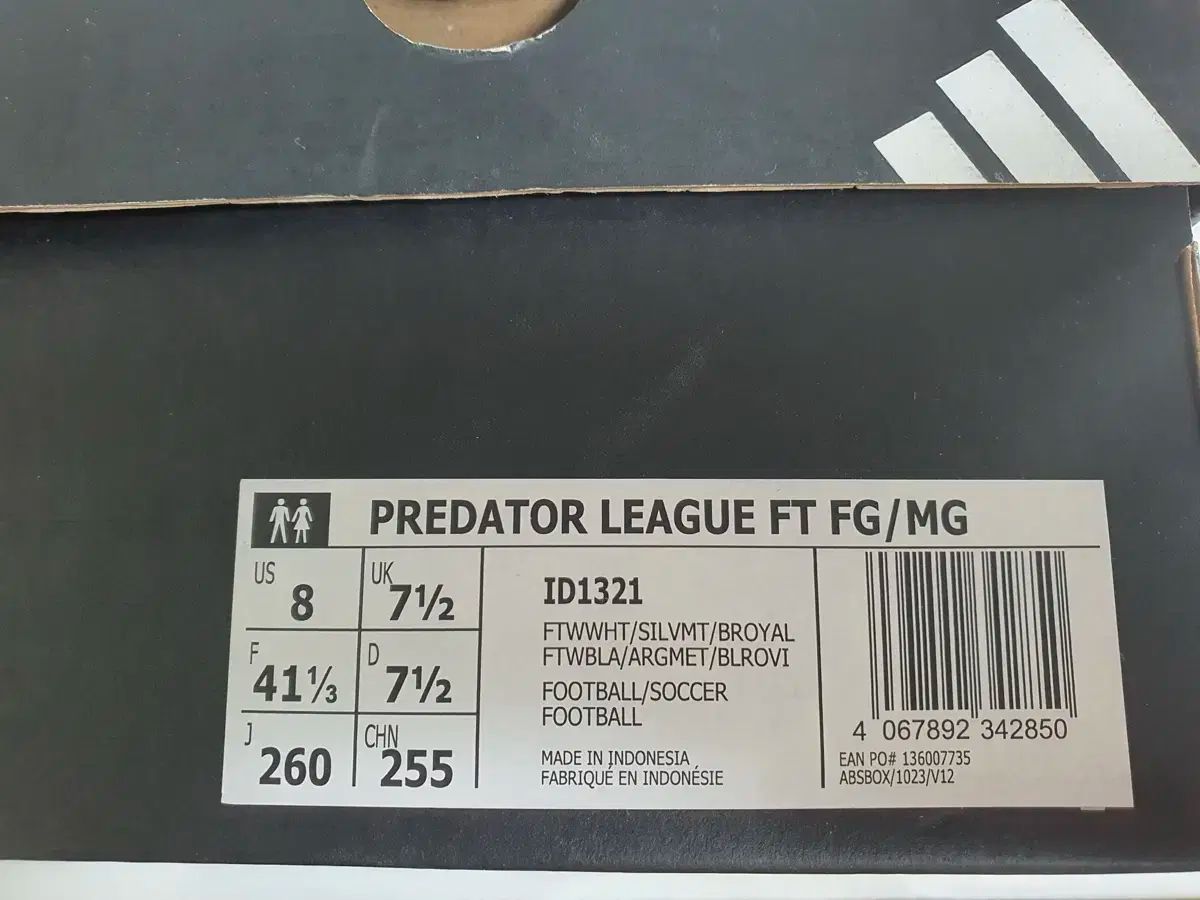 PREDATOR LEAGUE FT FG/MG
US 8
UK 7½
F 41⅓
D 7½
J 260
CHN 255
ID1321
FTWWHT/SILVMT/BROYAL
FTWBLA/ARGMET/BLROVI
FOOTBALL/SOCCER
FOOTBALL
MADE IN INDONESIA
FABRIQUÉ EN INDONÉSIE
4 067892 342850
EAN PO# 136007735
ABSBOX/1023/V12